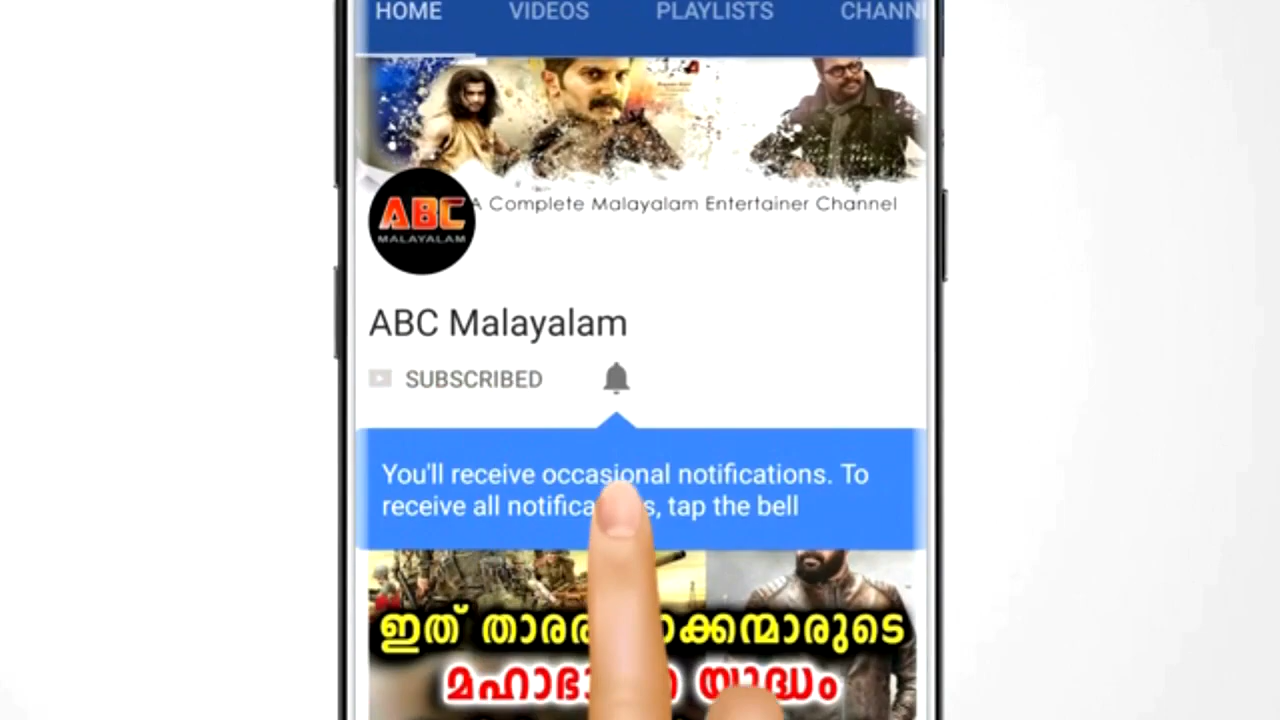 HOME VIDEOS PLAYLISTS
A Complete Malayalam Entertainer Channel
ABC
MALAYALAM
ABC Malayalam
SUBSCRIBED
You'll receive occasional notifications. To
receive all tap the bell
ഇത്